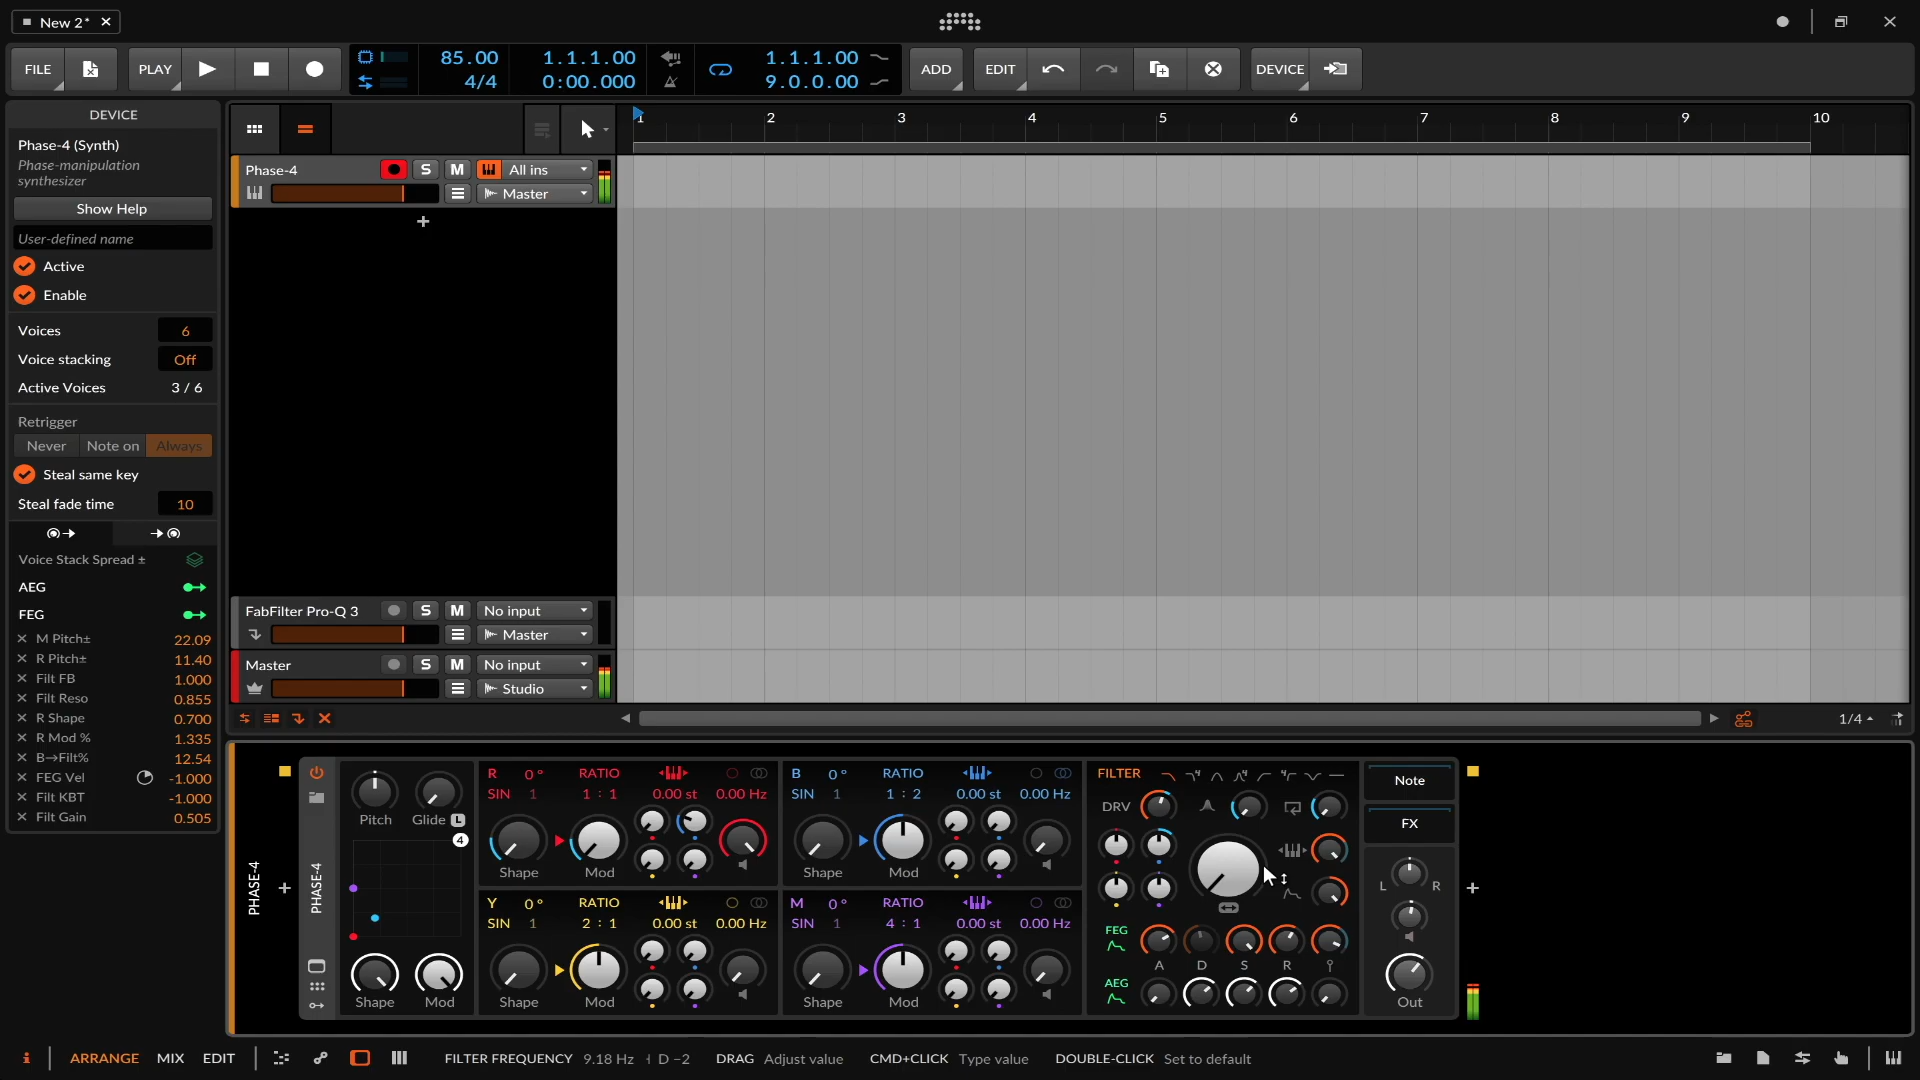 New 2*
FILE
PLAY
85.00
4/4
1.1.1.00
0:00.000
1.1.1.00
9.0.0.00
ADD
EDIT
DEVICE
DEVICE
Phase-4 (Synth)
Phase-manipulation
synthesizer
Show Help
User-defined name
Active
Enable
Voices 6
Voice stacking Off
Active Voices 3 / 6
Retrigger
Never Note on Always
Steal same key
Steal fade time 10
Voice Stack Spread ±
AEG
FEG
M Pitch± 22.09
R Pitch± 11.40
Filt FB 1.000
Filt Reso 0.855
R Shape 0.700
R Mod % 1.335
B→Filt% 12.54
FEG Vel -1.000
Filt KBT -1.000
Filt Gain 0.505
1 2 3 4 5 6 7 8 9 10
Phase-4 S M All ins
Master
FabFilter Pro-Q 3 S M No input
Master
Master S M No input
Studio
1/4
PHASE-4
PHASE-4
Pitch Glide L
4
Shape Mod
R 0° RATIO
SIN 1 1 : 1 0.00 st 0.00 Hz
Shape Mod
B 0° RATIO
SIN 1 1 : 2 0.00 st 0.00 Hz
Shape Mod
Y 0° RATIO
SIN 1 2 : 1 0.00 st 0.00 Hz
Shape Mod
M 0° RATIO
SIN 1 4 : 1 0.00 st 0.00 Hz
Shape Mod
FILTER
DRV
FEG
A D S R
AEG
Note
FX
L R
Out
ARRANGE MIX EDIT
FILTER FREQUENCY 9.18 Hz D −2 DRAG Adjust value CMD+CLICK Type value DOUBLE-CLICK Set to default